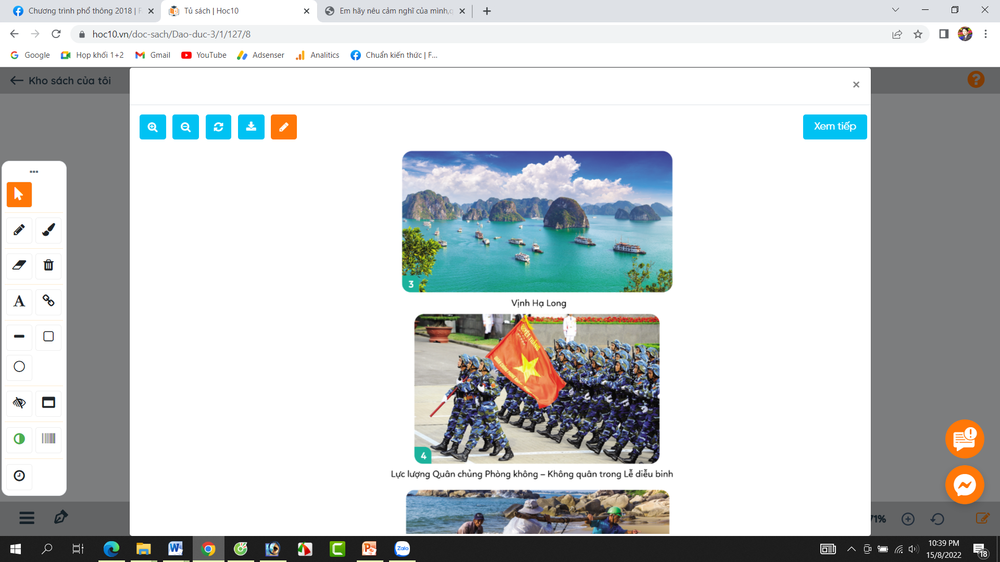 Chương trình phổ thông 2018 | F
Tủ sách | Hoc10
Em hãy nêu cảm nghĩ của mình,q
hoc10.vn/doc-sach/Dao-duc-3/1/127/8
Google
Họp khối 1+2
Gmail
YouTube
Adsenser
Analitics
Chuẩn kiến thức | F...
Kho sách của tôi
Xem tiếp
3
Vịnh Hạ Long
QUYẾT THẮNG
4
Lực lượng Quân chủng Phòng không – Không quân trong Lễ diễu binh
A
71%
Zalo
10:39 PM
15/8/2022
18